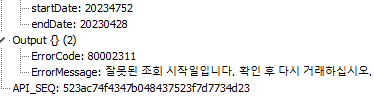 startDate: 20234752
endDate: 20230428
Output {} (2)
ErrorCode: 80002311
ErrorMessage: 잘못된 조회 시작일입니다. 확인 후 다시 거래하십시오.
API_SEQ: 523ac74f4347b048437523f7d7734d23